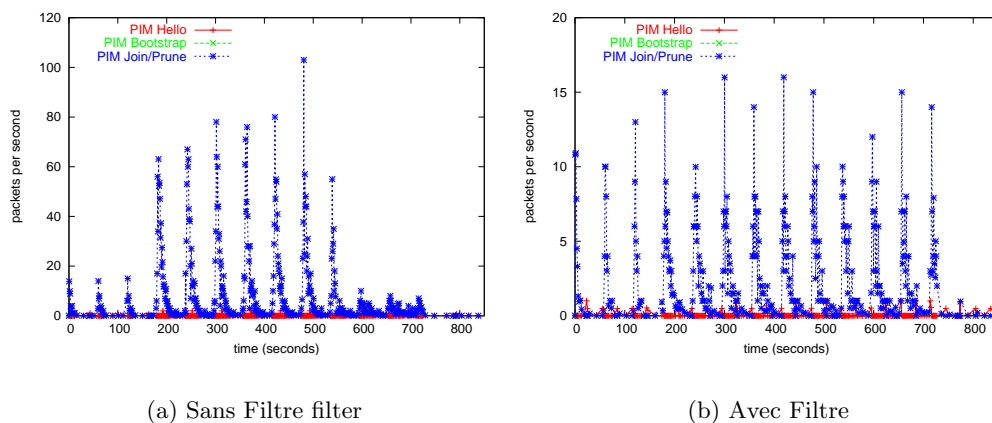 120
100
80
60
40
20
0
packets per second
PIM Hello
PIM Bootstrap
PIM Join/Prune
0 100 200 300 400 500 600 700 800
time (seconds)
(a) Sans Filtre filter
20
15
10
5
0
packets per second
PIM Hello
PIM Bootstrap
PIM Join/Prune
0 100 200 300 400 500 600 700 800
time (seconds)
(b) Avec Filtre